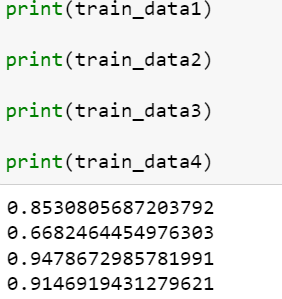 print(train_data1)
print(train_data2)
print(train_data3)
print(train_data4)
0.8530805687203792
0.6682464454976303
0.9478672985781991
0.9146919431279621